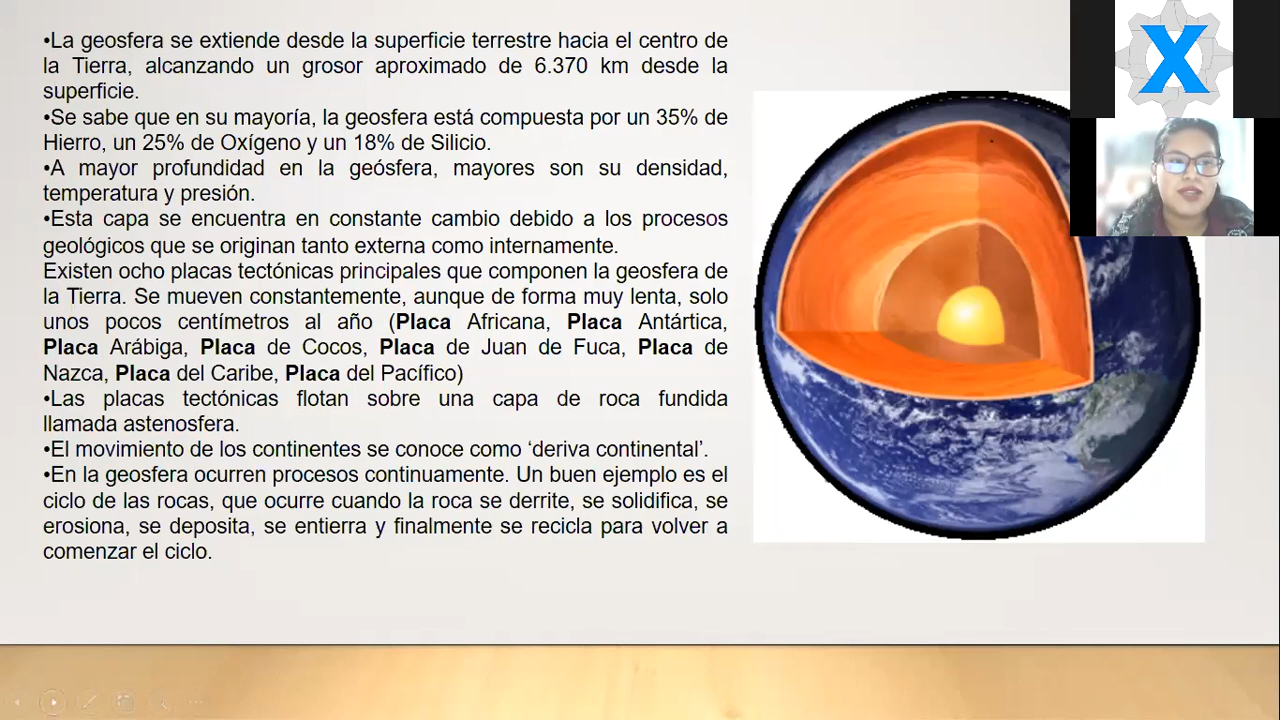 •La geosfera se extiende desde la superficie terrestre hacia el centro de
la Tierra, alcanzando un grosor aproximado de 6.370 km desde la
superficie.
•Se sabe que en su mayoría, la geosfera está compuesta por un 35% de
Hierro, un 25% de Oxígeno y un 18% de Silicio.
•A mayor profundidad en la geósfera, mayores son su densidad,
temperatura y presión.
•Esta capa se encuentra en constante cambio debido a los procesos
geológicos que se originan tanto externa como internamente.
Existen ocho placas tectónicas principales que componen la geosfera de
la Tierra. Se mueven constantemente, aunque de forma muy lenta, solo
unos pocos centímetros al año (Placa Africana, Placa Antártica,
Placa Arábiga, Placa de Cocos, Placa de Juan de Fuca, Placa de
Nazca, Placa del Caribe, Placa del Pacífico)
•Las placas tectónicas flotan sobre una capa de roca fundida
llamada astenosfera.
•El movimiento de los continentes se conoce como ‘deriva continental’.
•En la geosfera ocurren procesos continuamente. Un buen ejemplo es el
ciclo de las rocas, que ocurre cuando la roca se derrite, se solidifica, se
erosiona, se deposita, se entierra y finalmente se recicla para volver a
comenzar el ciclo.
X